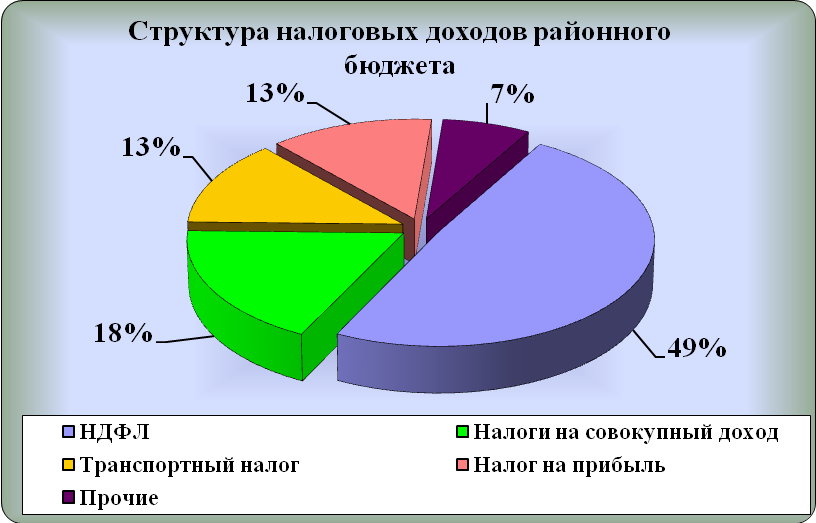 Структура налоговых доходов районного
бюджета
13%
7%
13%
18%
49%
НДФЛ
Налоги на совокупный доход
Транспортный налог
Налог на прибыль
Прочие